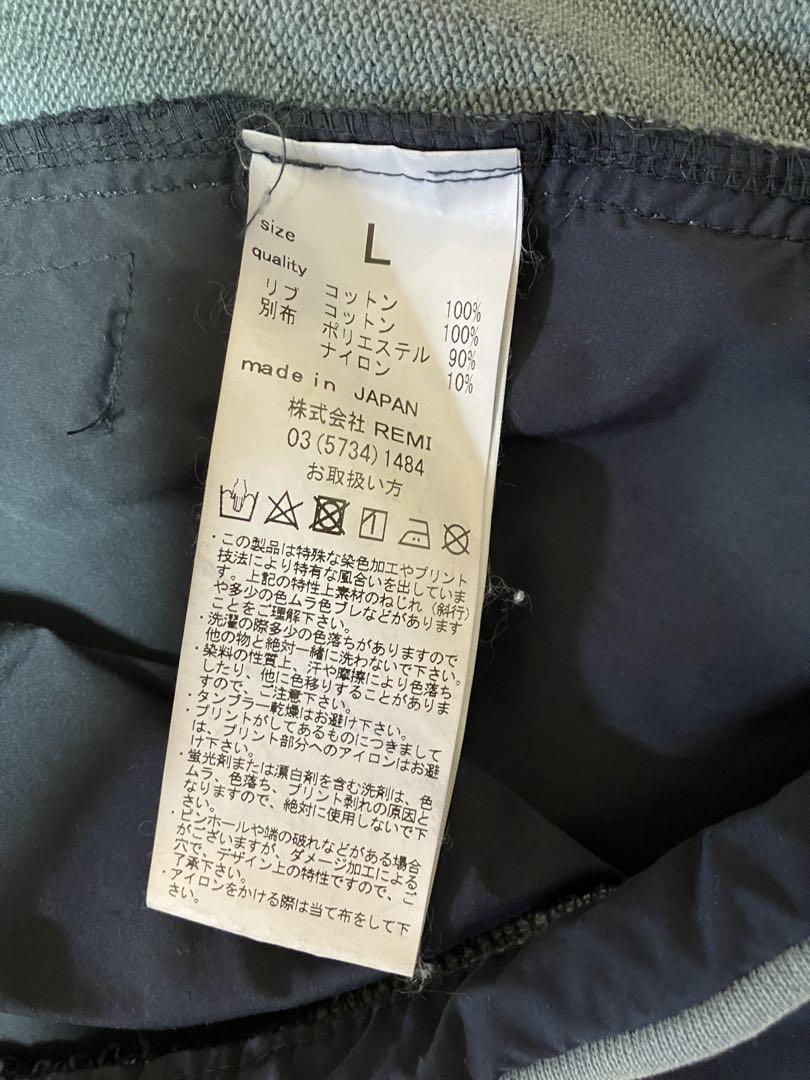 size L
quality
コットン 100%
リブ コットン 100%
別布 ポリエステル 90%
ナイロン 10%
made in JAPAN
株式会社 REMI
03(5734)1484
お取扱い方
・この製品は特殊な染色加工やプリント
技法により特有な風合いを出していま
す。上記の特性上素材のねじれ(斜行)
や多少の色ムラ色ブレなどがあります
ことをご理解下さい。
・洗濯の際多少の色落ちがありますので
他の物と絶対一緒に洗わないで下さい。
・染料の性質上、汗や摩擦により色落ち
したり、他に色移りすることがありま
すので、ご注意下さい。
・タンブラー乾燥はお避け下さい。
・プリントがしてあるものにつきまして
は、プリント部分へのアイロンはお避
け下さい。
・蛍光剤または漂白剤を含む洗剤は、色
ムラ、色落ち、プリント剥れの原因と
なりますので、絶対に使用しないで下
さい。
・ピンホールや端の破れなどがある場合
がございますが、ダメージ加工によるご
穴で、デザイン上の特性ですので、ご
了承下さい。
・アイロンをかける際は当て布をして下
さい。